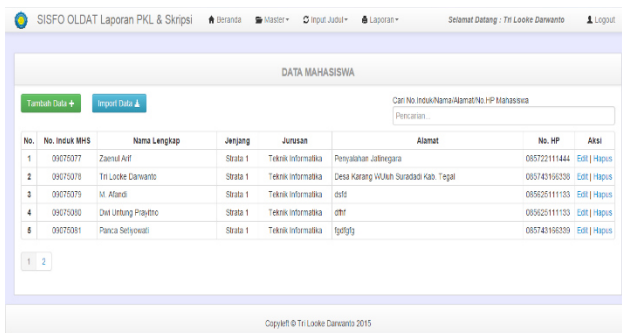 SISFO OLDAT Laporan PKL & Skripsi Beranda Master Input Judul Laporan Selamat Datang : Tri Looke Darwanto Logout
DATA MAHASISWA
Tambah Data + Import Data
Cari No.Induk/Nama/Alamat/No.HP Mahasiswa
Pencarian...
No. No. Induk MHS Nama Lengkap Jenjang Jurusan Alamat No. HP Aksi
1 09075077 Zaenul Arif Strata 1 Teknik Informatika Penyalahan Jatinegara 085722111444 Edit | Hapus
2 09075078 Tri Looke Darwanto Strata 1 Teknik Informatika Desa Karang WUluh Suradadi Kab. Tegal 085743166338 Edit | Hapus
3 09075079 M. Afandi Strata 1 Teknik Informatika dsfd 085625111133 Edit | Hapus
4 09075080 Dwi Untung Prayitno Strata 1 Teknik Informatika dfhf 085625111133 Edit | Hapus
5 09075081 Panca Setiyowati Strata 1 Teknik Informatika fgdfgfg 085743166339 Edit | Hapus
1 2
Copyleft © Tri Looke Darwanto 2015